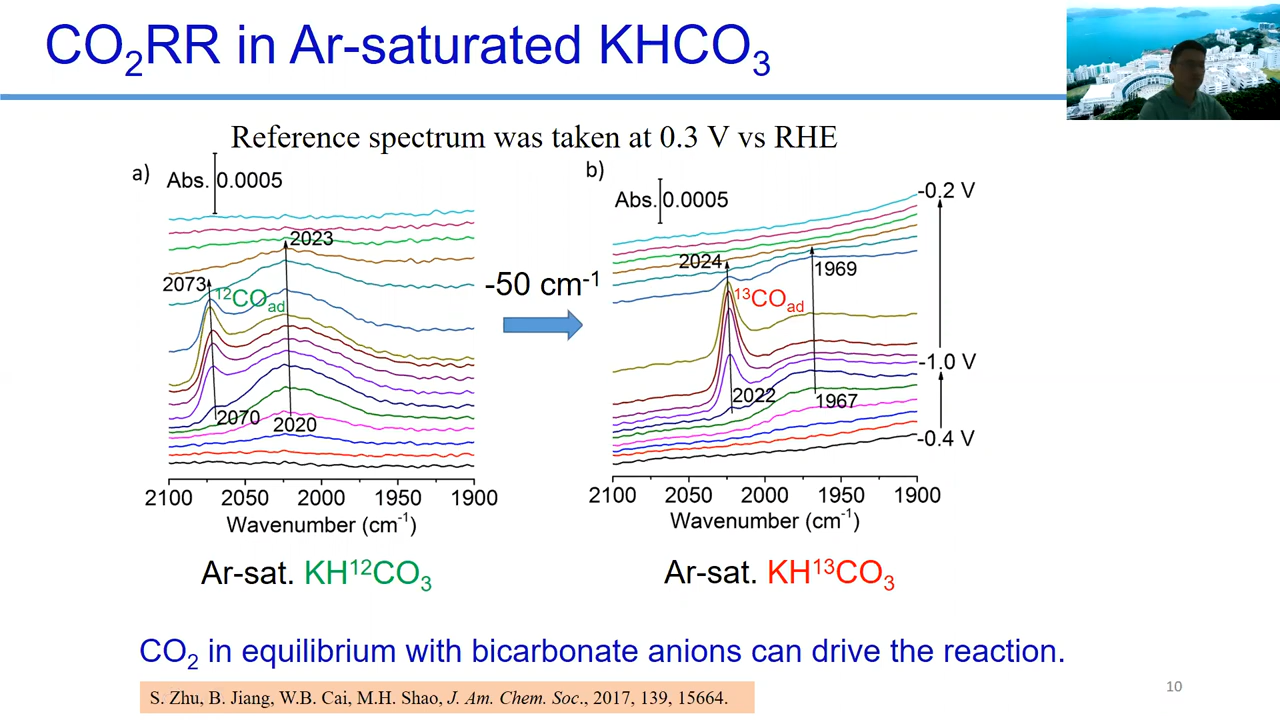 CO₂RR in Ar-saturated KHCO₃
Reference spectrum was taken at 0.3 V vs RHE
a)
Abs. 0.0005
2023
2073
¹²COad
2070
2020
2100 2050 2000 1950 1900
Wavenumber (cm⁻¹)
Ar-sat. KH¹²CO₃
-50 cm⁻¹
b)
Abs. 0.0005
-0.2 V
2024
1969
¹³COad
-1.0 V
2022
1967
-0.4 V
2100 2050 2000 1950 1900
Wavenumber (cm⁻¹)
Ar-sat. KH¹³CO₃
CO₂ in equilibrium with bicarbonate anions can drive the reaction.
S. Zhu, B. Jiang, W.B. Cai, M.H. Shao, J. Am. Chem. Soc., 2017, 139, 15664.
10